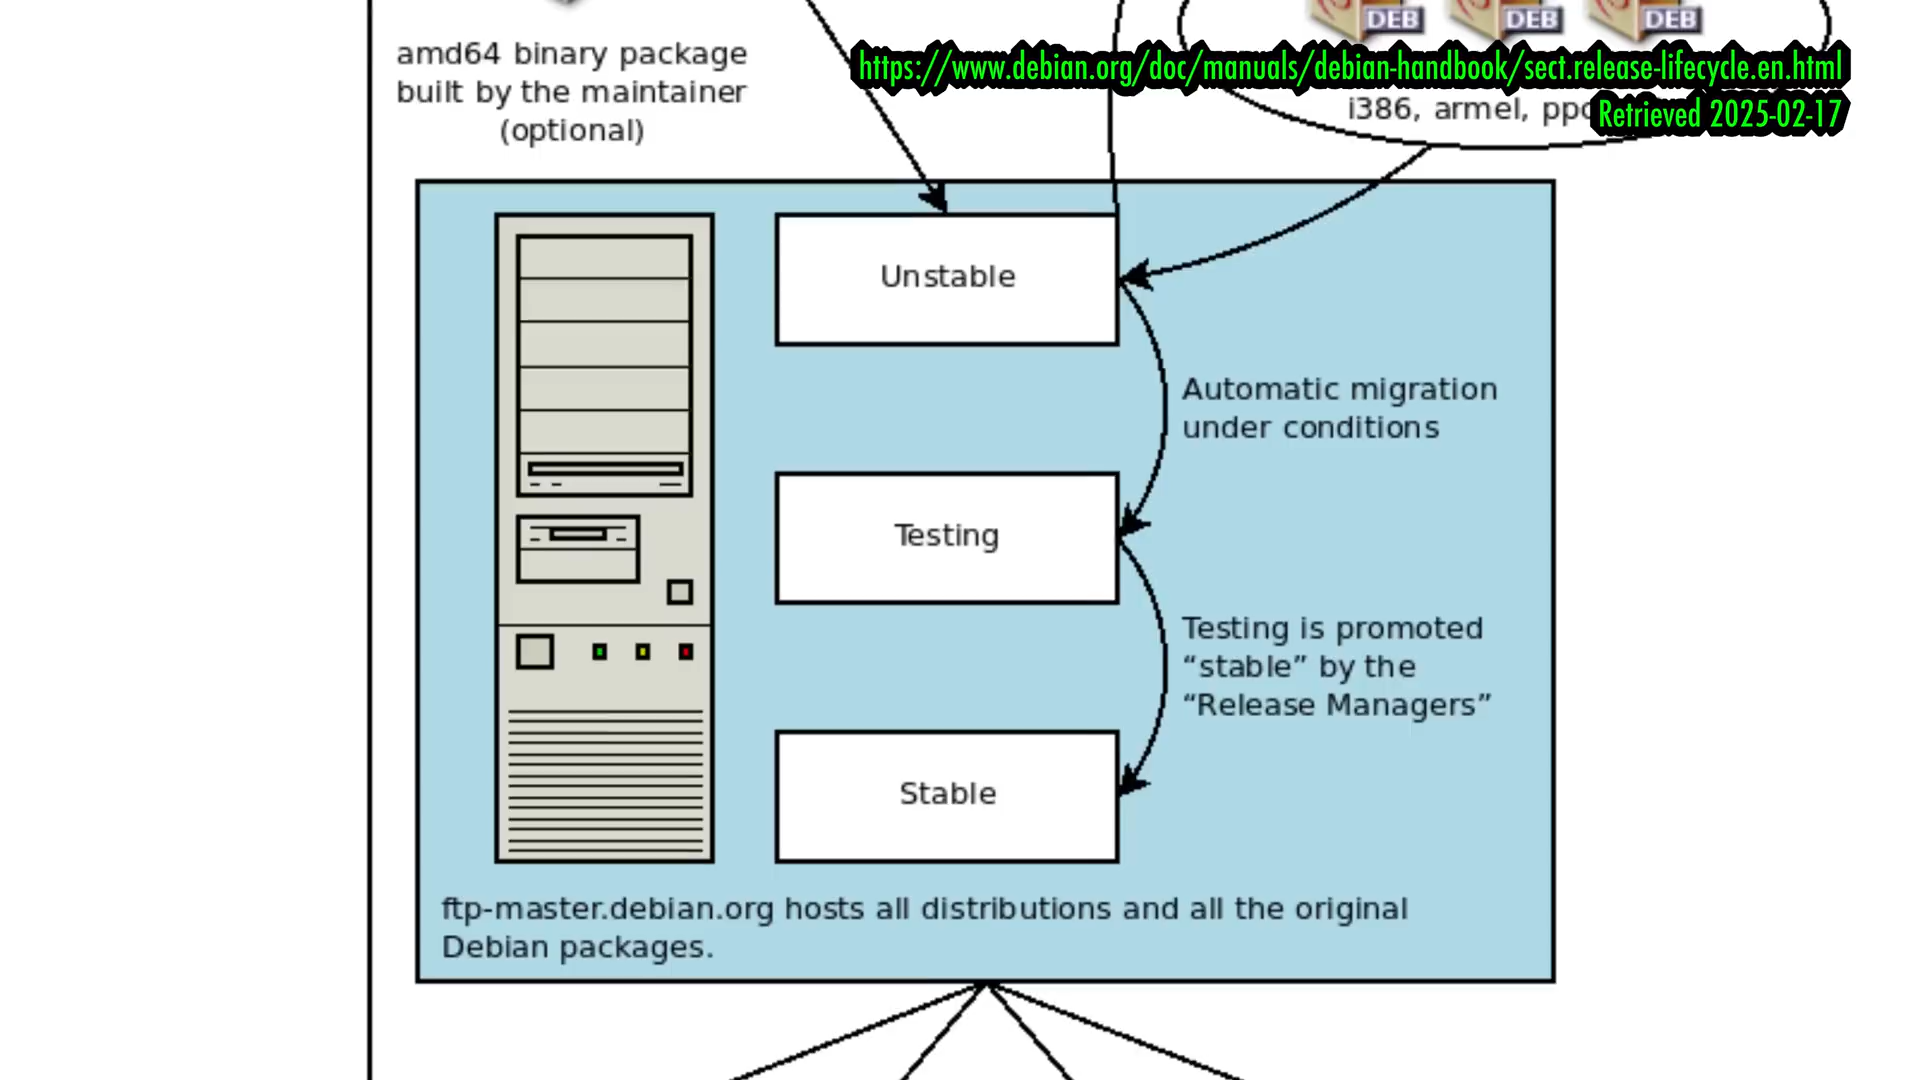 DEB DEB DEB
amd64 binary package
built by the maintainer
(optional)
https://www.debian.org/doc/manuals/debian-handbook/sect.release-lifecycle.en.html
i386, armel,
Retrieved 2025-02-17
Unstable
Automatic migration
under conditions
Testing
Testing is promoted
“stable” by the
“Release Managers”
Stable
ftp-master.debian.org hosts all distributions and all the original
Debian packages.